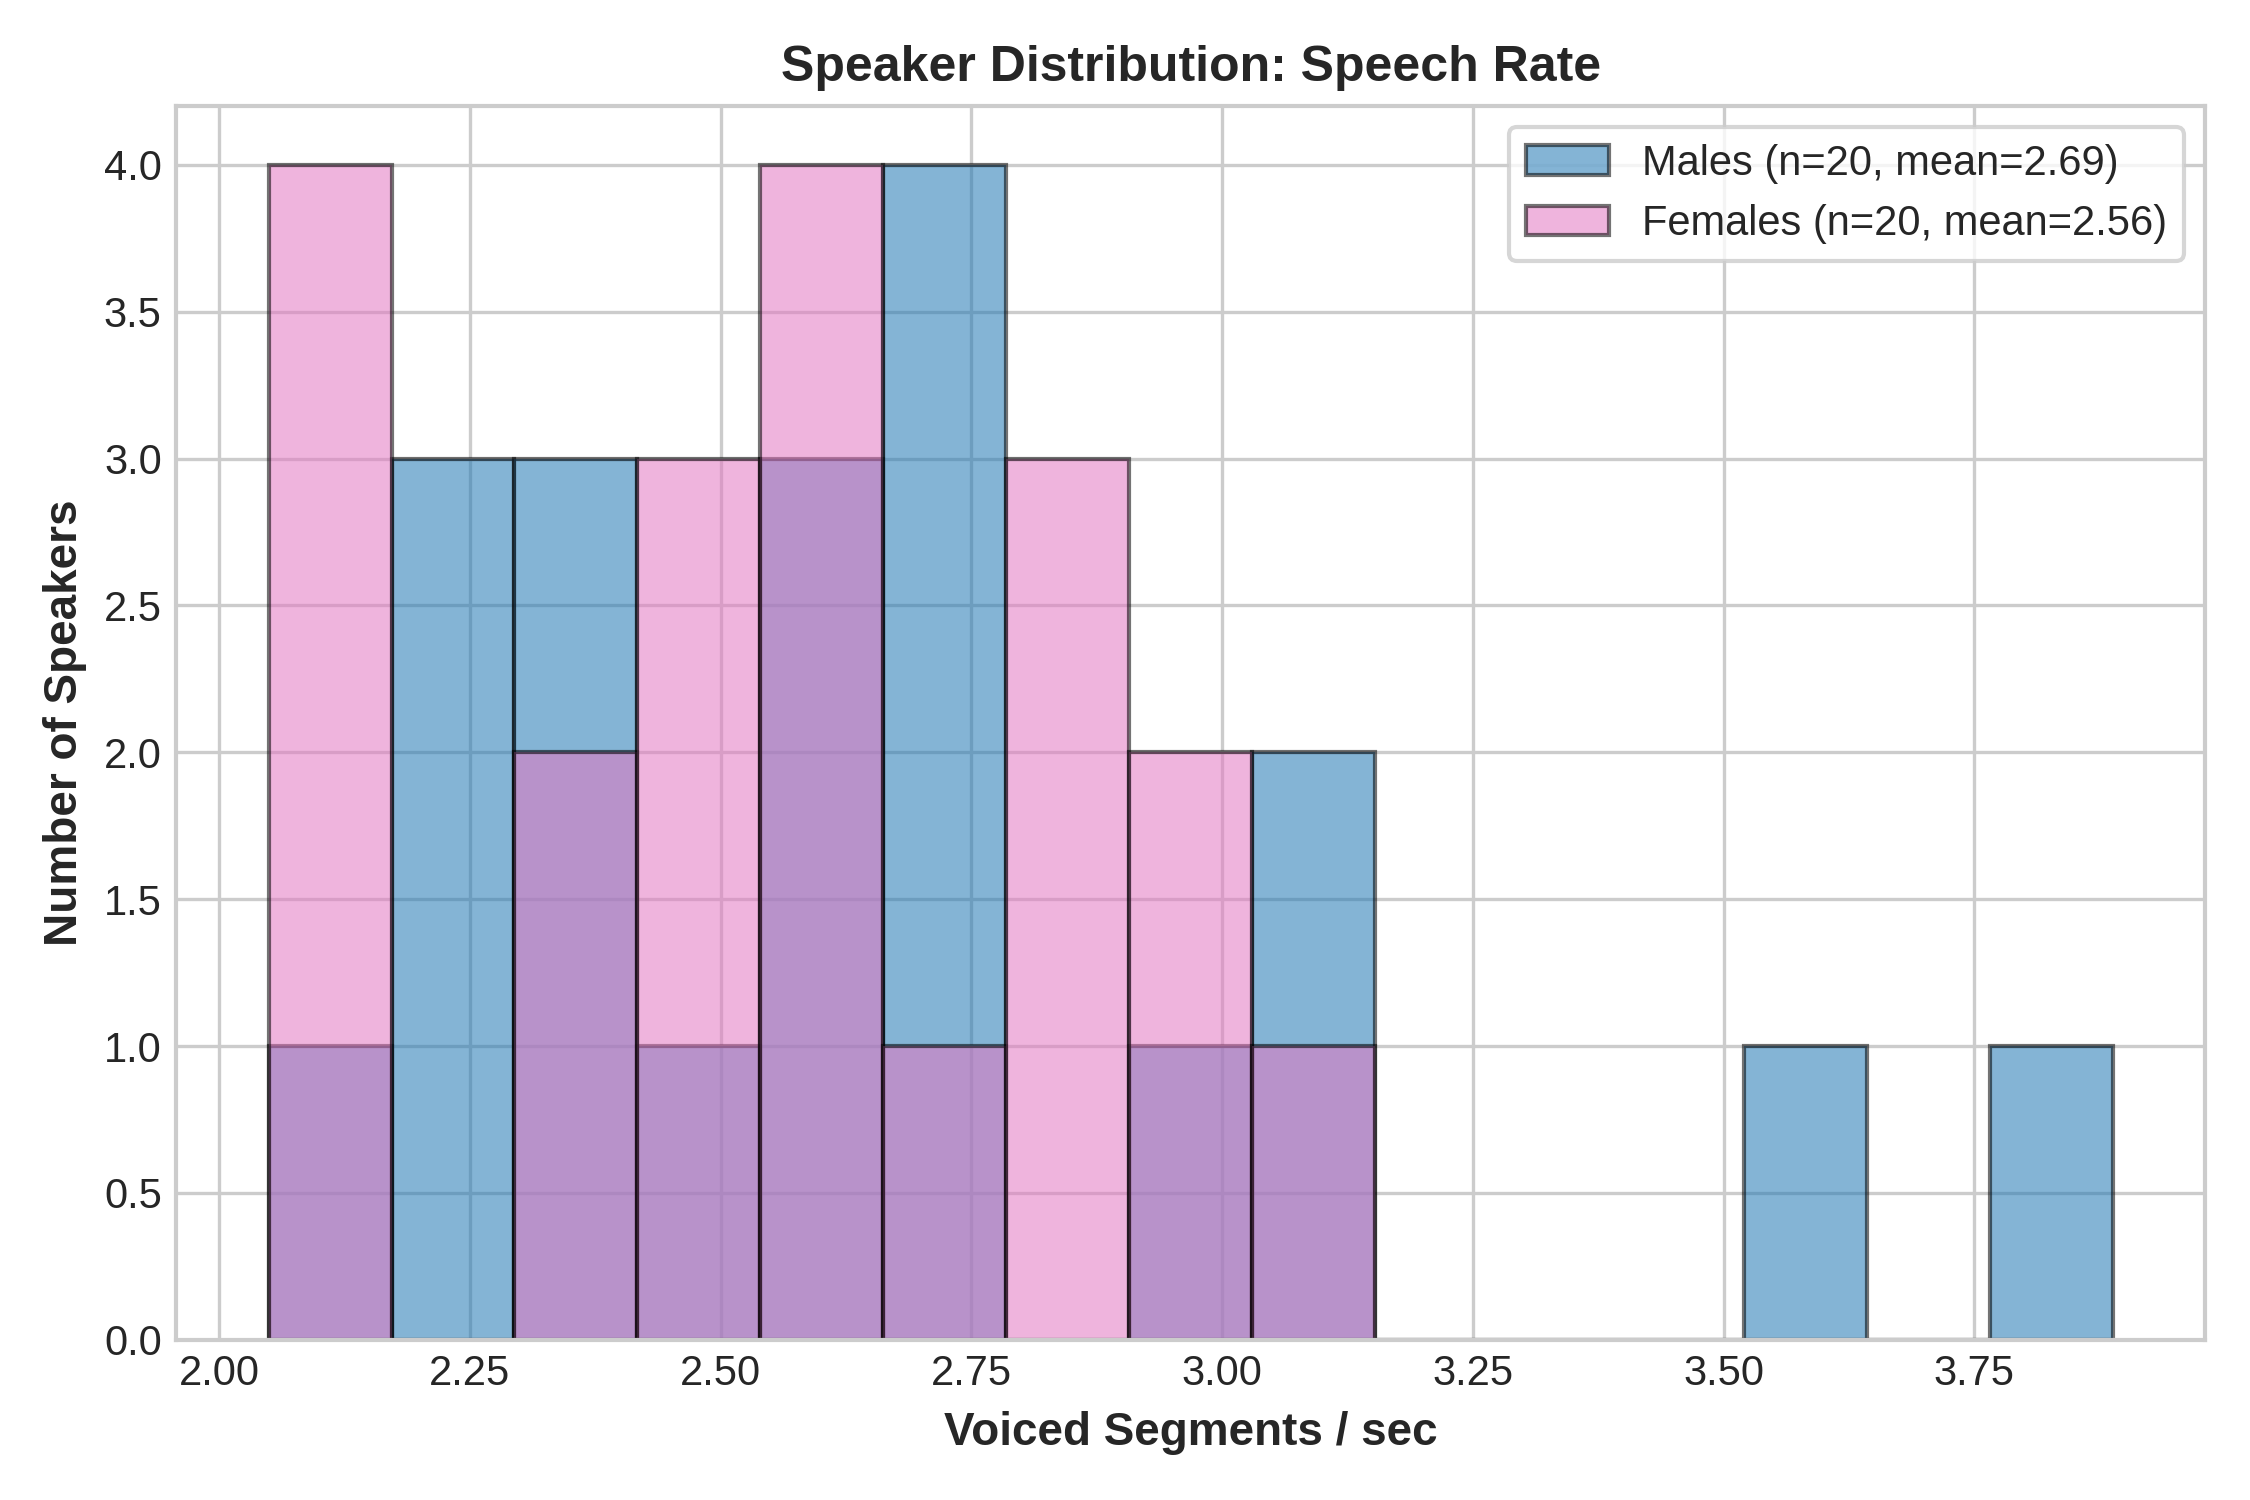 Speaker Distribution: Speech Rate
Males (n=20, mean=2.69)
Females (n=20, mean=2.56)
Number of Speakers
4.0
3.5
3.0
2.5
2.0
1.5
1.0
0.5
0.0
2.00 2.25 2.50 2.75 3.00 3.25 3.50 3.75
Voiced Segments / sec